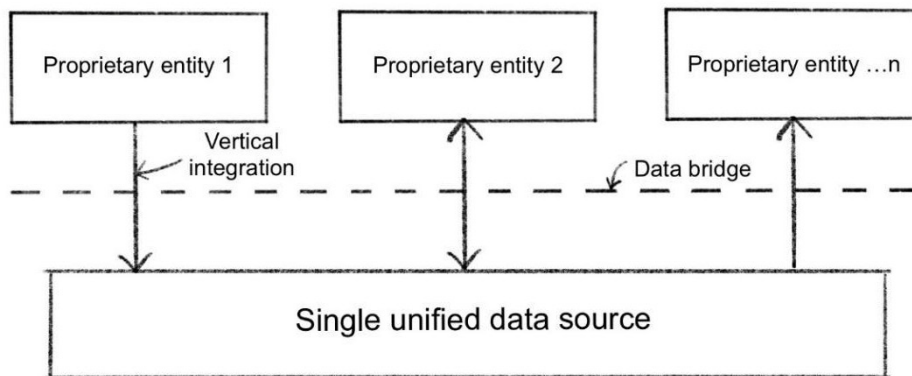 Proprietary entity 1
Proprietary entity 2
Proprietary entity ...n
Vertical
integration
Data bridge
Single unified data source